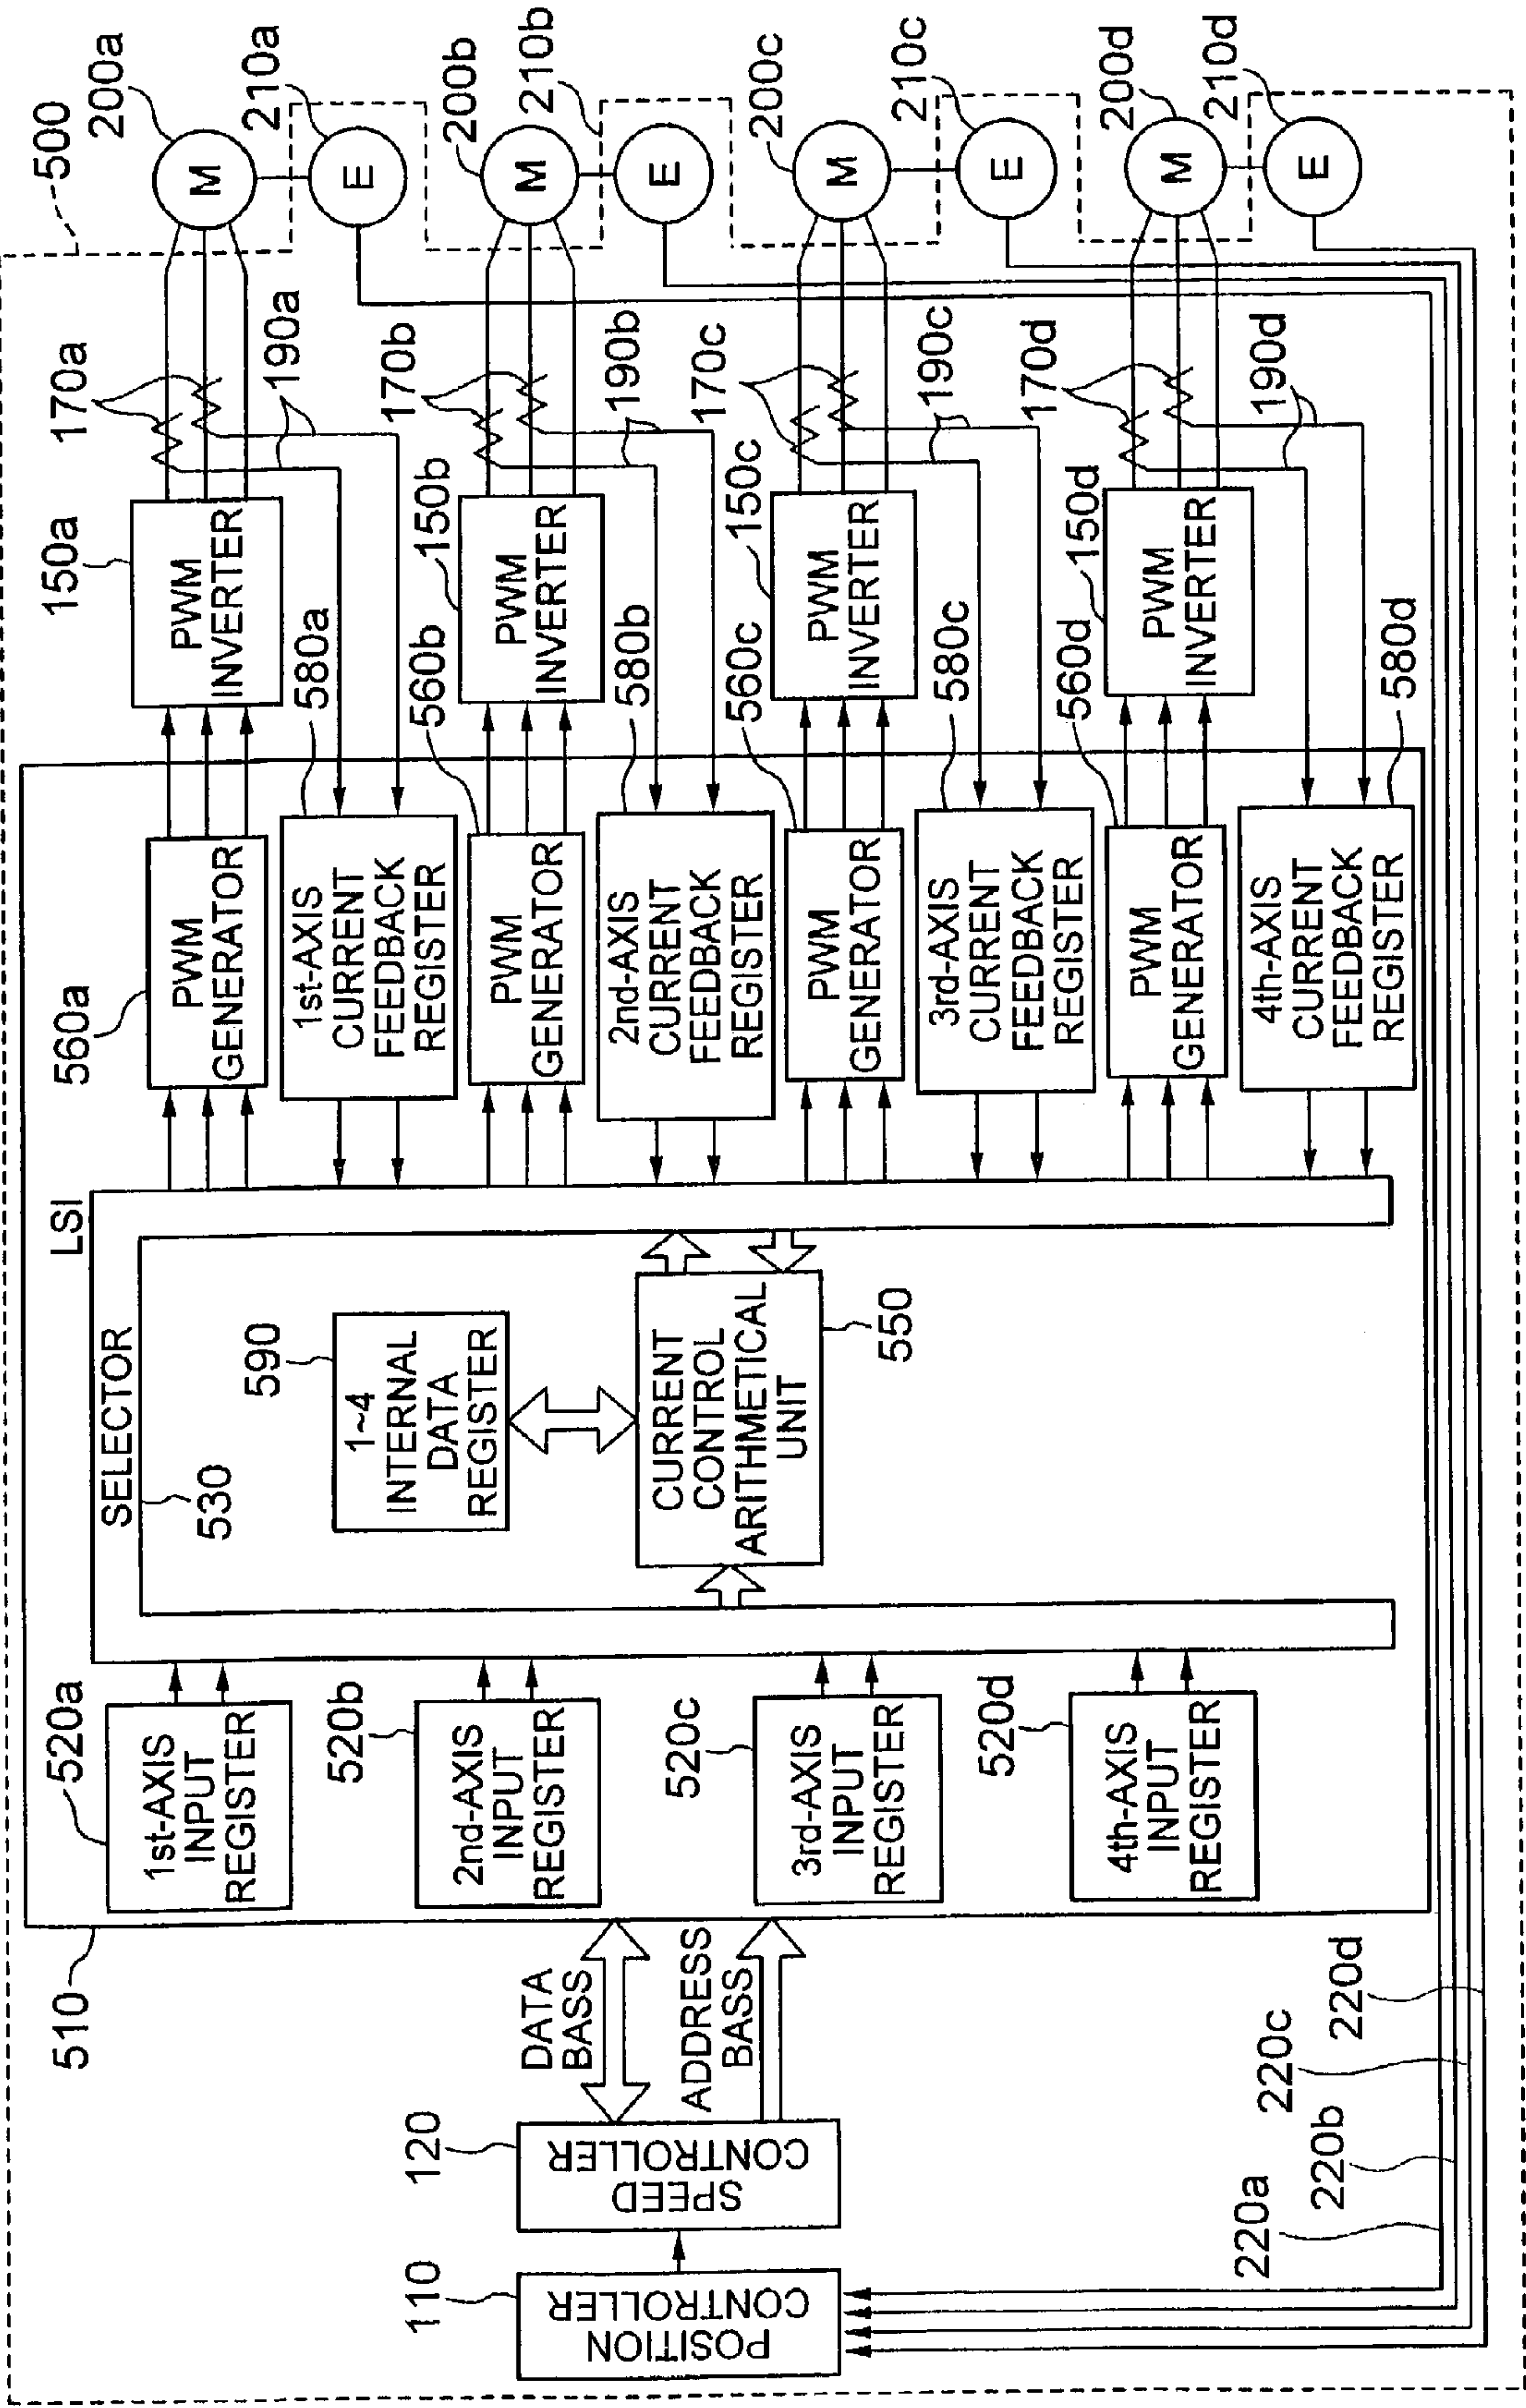 500
200a
210a
200b
210b
200c
210c
200d
210d
M
E
M
E
M
E
M
E
170a
190a
170b
190b
170c
190c
170d
190d
150a
PWM
INVERTER
580a
560b
150b
PWM
INVERTER
580b
560c
150c
PWM
INVERTER
580c
560d
150d
PWM
INVERTER
580d
560a
PWM
GENERATOR
1st-AXIS
CURRENT
FEEDBACK
REGISTER
PWM
GENERATOR
2nd-AXIS
CURRENT
FEEDBACK
REGISTER
PWM
GENERATOR
3rd-AXIS
CURRENT
FEEDBACK
REGISTER
PWM
GENERATOR
4th-AXIS
CURRENT
FEEDBACK
REGISTER
LSI
SELECTOR
530
590
1~4
INTERNAL
DATA
REGISTER
CURRENT
CONTROL
ARITHMETICAL
UNIT
550
520a
1st-AXIS
INPUT
REGISTER
520b
2nd-AXIS
INPUT
REGISTER
520c
3rd-AXIS
INPUT
REGISTER
520d
4th-AXIS
INPUT
REGISTER
510
DATA
BASS
ADDRESS
BASS
120
SPEED
CONTROLLER
110
POSITION
CONTROLLER
220a
220b
220c
220d